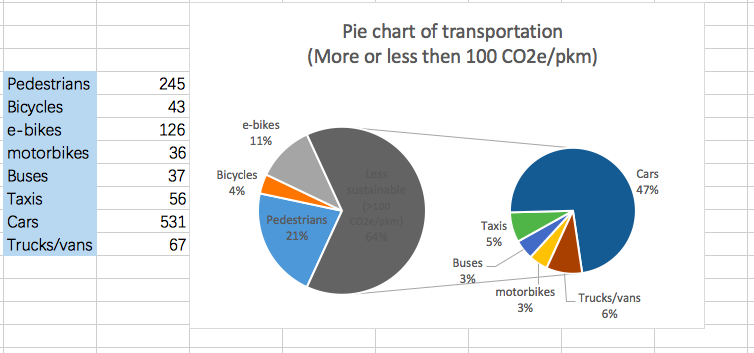 Pie chart of transportation
(More or less then 100 CO2e/pkm)
Pedestrians 245
Bicycles 43
e-bikes 126
motorbikes 36
Buses 37
Taxis 56
Cars 531
Trucks/vans 67
e-bikes
11%
Bicycles
4%
Pedestrians
21%
Less
sustainable
(>100
CO2e/pkm)
64%
Cars
47%
Taxis
5%
Buses
3%
motorbikes
3%
Trucks/vans
6%